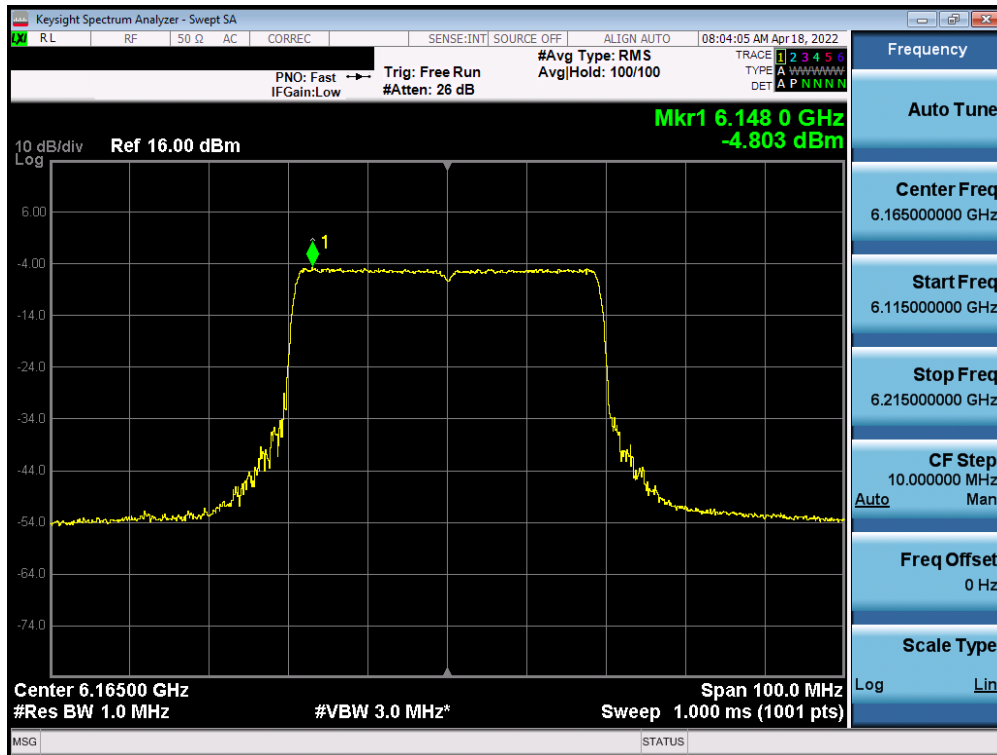 Keysight Spectrum Analyzer - Swept SA
LXI RL RF 50 Ω AC CORREC SENSE:INT SOURCE OFF ALIGN AUTO 08:04:05 AM Apr 18, 2022
PNO: Fast Trig: Free Run #Avg Type: RMS TRACE 1 2 3 4 5 6
IFGain:Low #Atten: 26 dB Avg|Hold: 100/100 TYPE A WWWWW
DET A P N N N N
Mkr1 6.148 0 GHz
-4.803 dBm
10 dB/div Ref 16.00 dBm
Log
1
6.00
-4.00
-14.0
-24.0
-34.0
-44.0
-54.0
-64.0
-74.0
Center 6.16500 GHz Span 100.0 MHz
#Res BW 1.0 MHz #VBW 3.0 MHz* Sweep 1.000 ms (1001 pts)
MSG STATUS
Frequency
Auto Tune
Center Freq
6.165000000 GHz
Start Freq
6.115000000 GHz
Stop Freq
6.215000000 GHz
CF Step
10.000000 MHz
Auto Man
Freq Offset
0 Hz
Scale Type
Log Lin